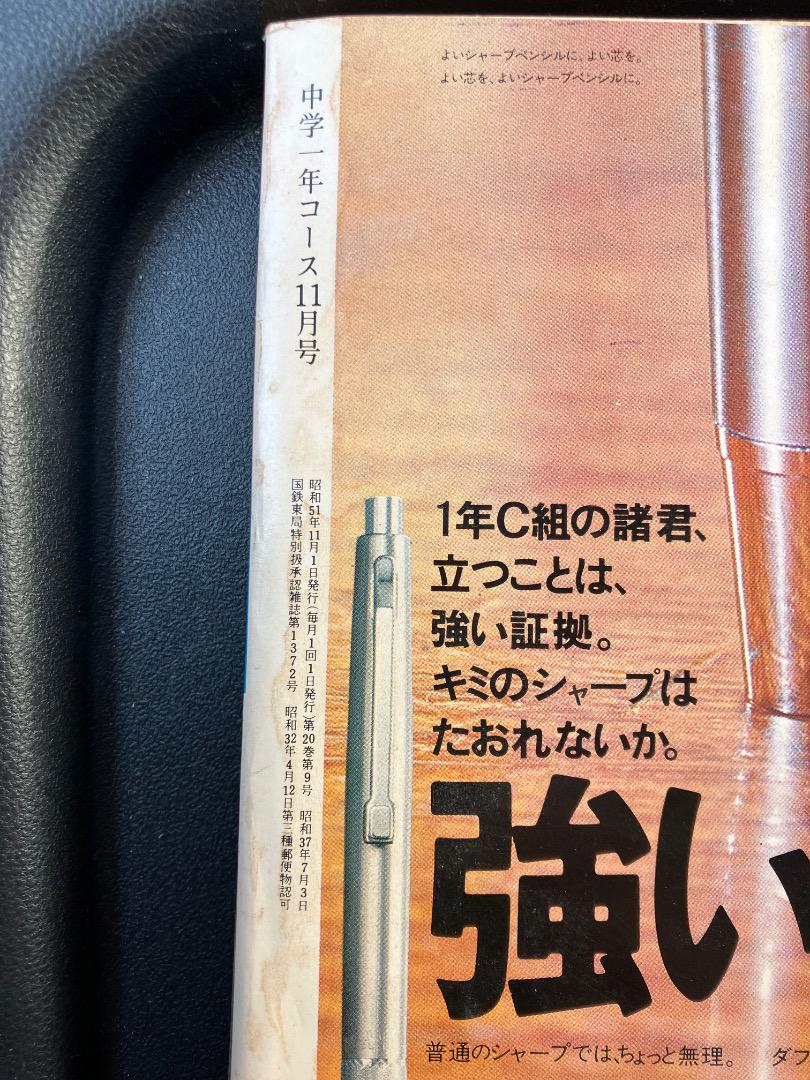 中学一年コース11月号
昭和51年11月1日発行(毎月1回1日発行)第20巻第9号 昭和37年7月3日
国鉄東局特別扱承認雑誌第1372号 昭和32年4月12日第三種郵便物認可
よいシャープペンシルに、よい芯を。
よい芯を、よいシャープペンシルに。
1年C組の諸君、
立つことは、
強い証拠。
キミのシャープは
たおれないか。
強い
普通のシャープでは、ちょっと無理。 ダフ